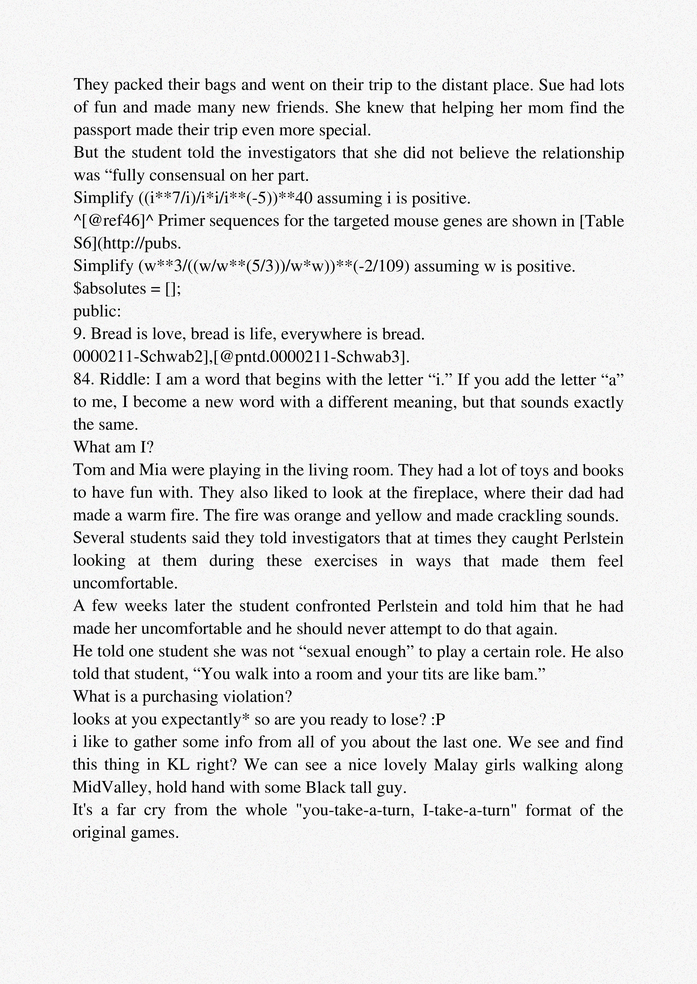 They packed their bags and went on their trip to the distant place. Sue had lots
of fun and made many new friends. She knew that helping her mom find the
passport made their trip even more special.
But the student told the investigators that she did not believe the relationship
was “fully consensual on her part.
Simplify ((i**7/i)/i*i/i**(-5))**40 assuming i is positive.
^[@ref46]^ Primer sequences for the targeted mouse genes are shown in [Table
S6](http://pubs.
Simplify (w**3/((w/w**(5/3))/w*w))**(-2/109) assuming w is positive.
$absolutes = [];
public:
9. Bread is love, bread is life, everywhere is bread.
0000211-Schwab2],[@pntd.0000211-Schwab3].
84. Riddle: I am a word that begins with the letter “i.” If you add the letter “a”
to me, I become a new word with a different meaning, but that sounds exactly
the same.
What am I?
Tom and Mia were playing in the living room. They had a lot of toys and books
to have fun with. They also liked to look at the fireplace, where their dad had
made a warm fire. The fire was orange and yellow and made crackling sounds.
Several students said they told investigators that at times they caught Perlstein
looking at them during these exercises in ways that made them feel
uncomfortable.
A few weeks later the student confronted Perlstein and told him that he had
made her uncomfortable and he should never attempt to do that again.
He told one student she was not “sexual enough” to play a certain role. He also
told that student, “You walk into a room and your tits are like bam.”
What is a purchasing violation?
looks at you expectantly* so are you ready to lose? :P
i like to gather some info from all of you about the last one. We see and find
this thing in KL right? We can see a nice lovely Malay girls walking along
MidValley, hold hand with some Black tall guy.
It's a far cry from the whole "you-take-a-turn, I-take-a-turn" format of the
original games.